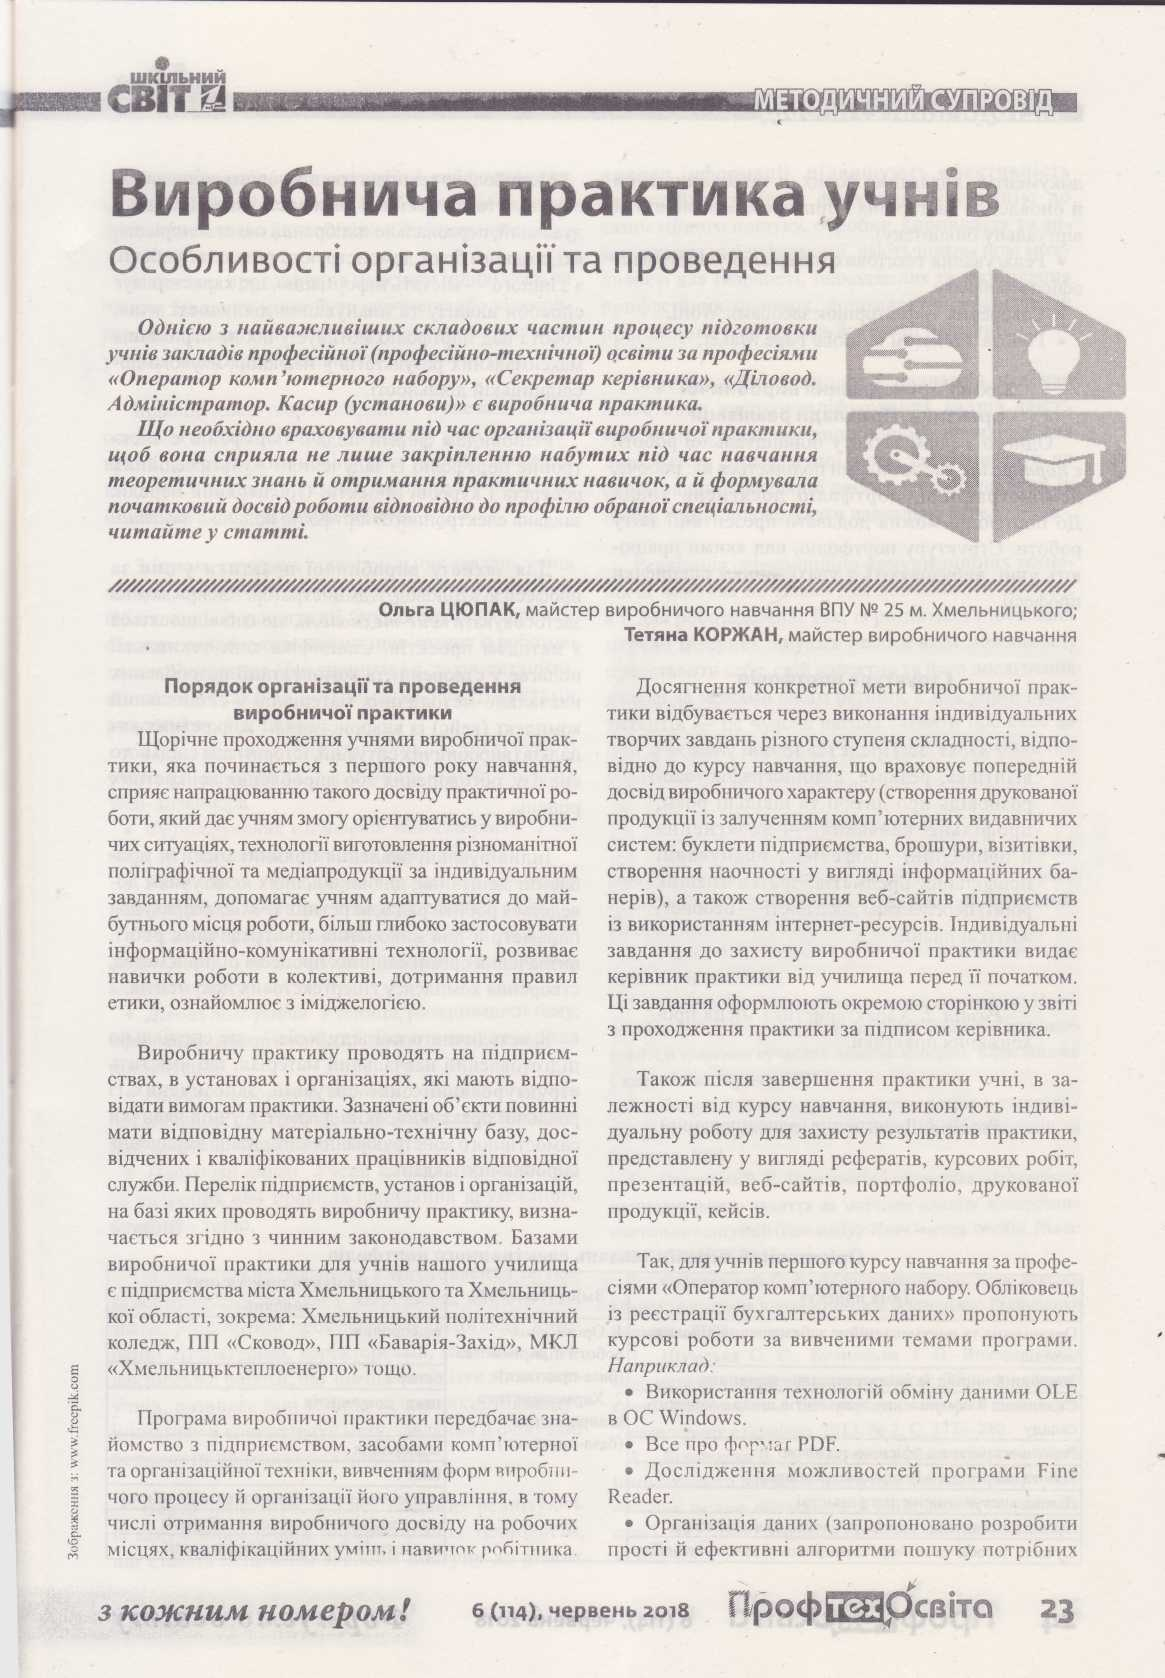 шкільний
СВІТ
МЕТОДИЧНИЙ СУПРОВІД
Виробнича практика учнів
Особливості організації та проведення
Однією з найважливіших складових частин процесу підготовки
учнів закладів професійної (професійно-технічної) освіти за професіями
«Оператор комп’ютерного набору», «Секретар керівника», «Діловод.
Адміністратор. Касир (установи)» є виробнича практика.
Що необхідно враховувати під час організації виробничої практики,
щоб вона сприяла не лише закріпленню набутих під час навчання
теоретичних знань й отримання практичних навичок, а й формувала
початковий досвід роботи відповідно до профілю обраної спеціальності,
читайте у статті.
Ольга ЦЮПАК, майстер виробничого навчання ВПУ № 25 м. Хмельницького;
Тетяна КОРЖАН, майстер виробничого навчання
Порядок організації та проведення
виробничої практики
Щорічне проходження учнями виробничої прак-
тики, яка починається з першого року навчання,
сприяє напрацюванню такого досвіду практичної ро-
боти, який дає учням змогу орієнтуватись у виробни-
чих ситуаціях, технології виготовлення різноманітної
поліграфічної та медіапродукції за індивідуальним
завданням, допомагає учням адаптуватися до май-
бутнього місця роботи, більш глибоко застосовувати
інформаційно-комунікативні технології, розвиває
навички роботи в колективі, дотримання правил
етики, ознайомлює з іміджелогією.
Виробничу практику проводять на підприєм-
ствах, в установах і організаціях, які мають відпо-
відати вимогам практики. Зазначені об’єкти повинні
мати відповідну матеріально-технічну базу, дос-
відчених і кваліфікованих працівників відповідної
служби. Перелік підприємств, установ і організацій,
на базі яких проводять виробничу практику, визна-
чається згідно з чинним законодавством. Базами
виробничої практики для учнів нашого училища
є підприємства міста Хмельницького та Хмельниць-
кої області, зокрема: Хмельницький політехнічний
коледж, ПП «Сковод», ПП «Баварія-Захід», МКЛ
«Хмельницьктеплоенерго» тощо.
Програма виробничої практики передбачає зна-
йомство з підприємством, засобами комп’ютерної
та організаційної техніки, вивченням форм виробни-
чого процесу й організації його управління, в тому
числі отримання виробничого досвіду на робочих
місцях, кваліфікаційних умінь і навичок робітника.
Досягнення конкретної мети виробничої прак-
тики відбувається через виконання індивідуальних
творчих завдань різного ступеня складності, відпо-
відно до курсу навчання, що враховує попередній
досвід виробничого характеру (створення друкованої
продукції із залученням комп’ютерних видавничих
систем: буклети підприємства, брошури, візитівки,
створення наочності у вигляді інформаційних ба-
нерів), а також створення веб-сайтів підприємств
із використанням інтернет-ресурсів. Індивідуальні
завдання до захисту виробничої практики видає
керівник практики від училища перед її початком.
Ці завдання оформлюють окремою сторінкою у звіті
з проходження практики за підписом керівника.
Також після завершення практики учні, в за-
лежності від курсу навчання, виконують індиві-
дуальну роботу для захисту результатів практики,
представлену у вигляді рефератів, курсових робіт,
презентацій, веб-сайтів, портфоліо, друкованої
продукції, кейсів.
Так, для учнів першого курсу навчання за профе-
сіями «Оператор комп’ютерного набору. Обліковець
із реєстрації бухгалтерських даних» пропонують
курсові роботи за вивченими темами програми.
Наприклад:
• Використання технологій обміну даними OLE
в ОС Windows.
• Все про формат PDF.
• Дослідження можливостей програми Fine
Reader.
• Організація даних (запропоновано розробити
прості й ефективні алгоритми пошуку потрібних
Зображення з: www.freepik.com
з кожним номером!
6 (114), червень 2018
ПрофтехОсвіта
23